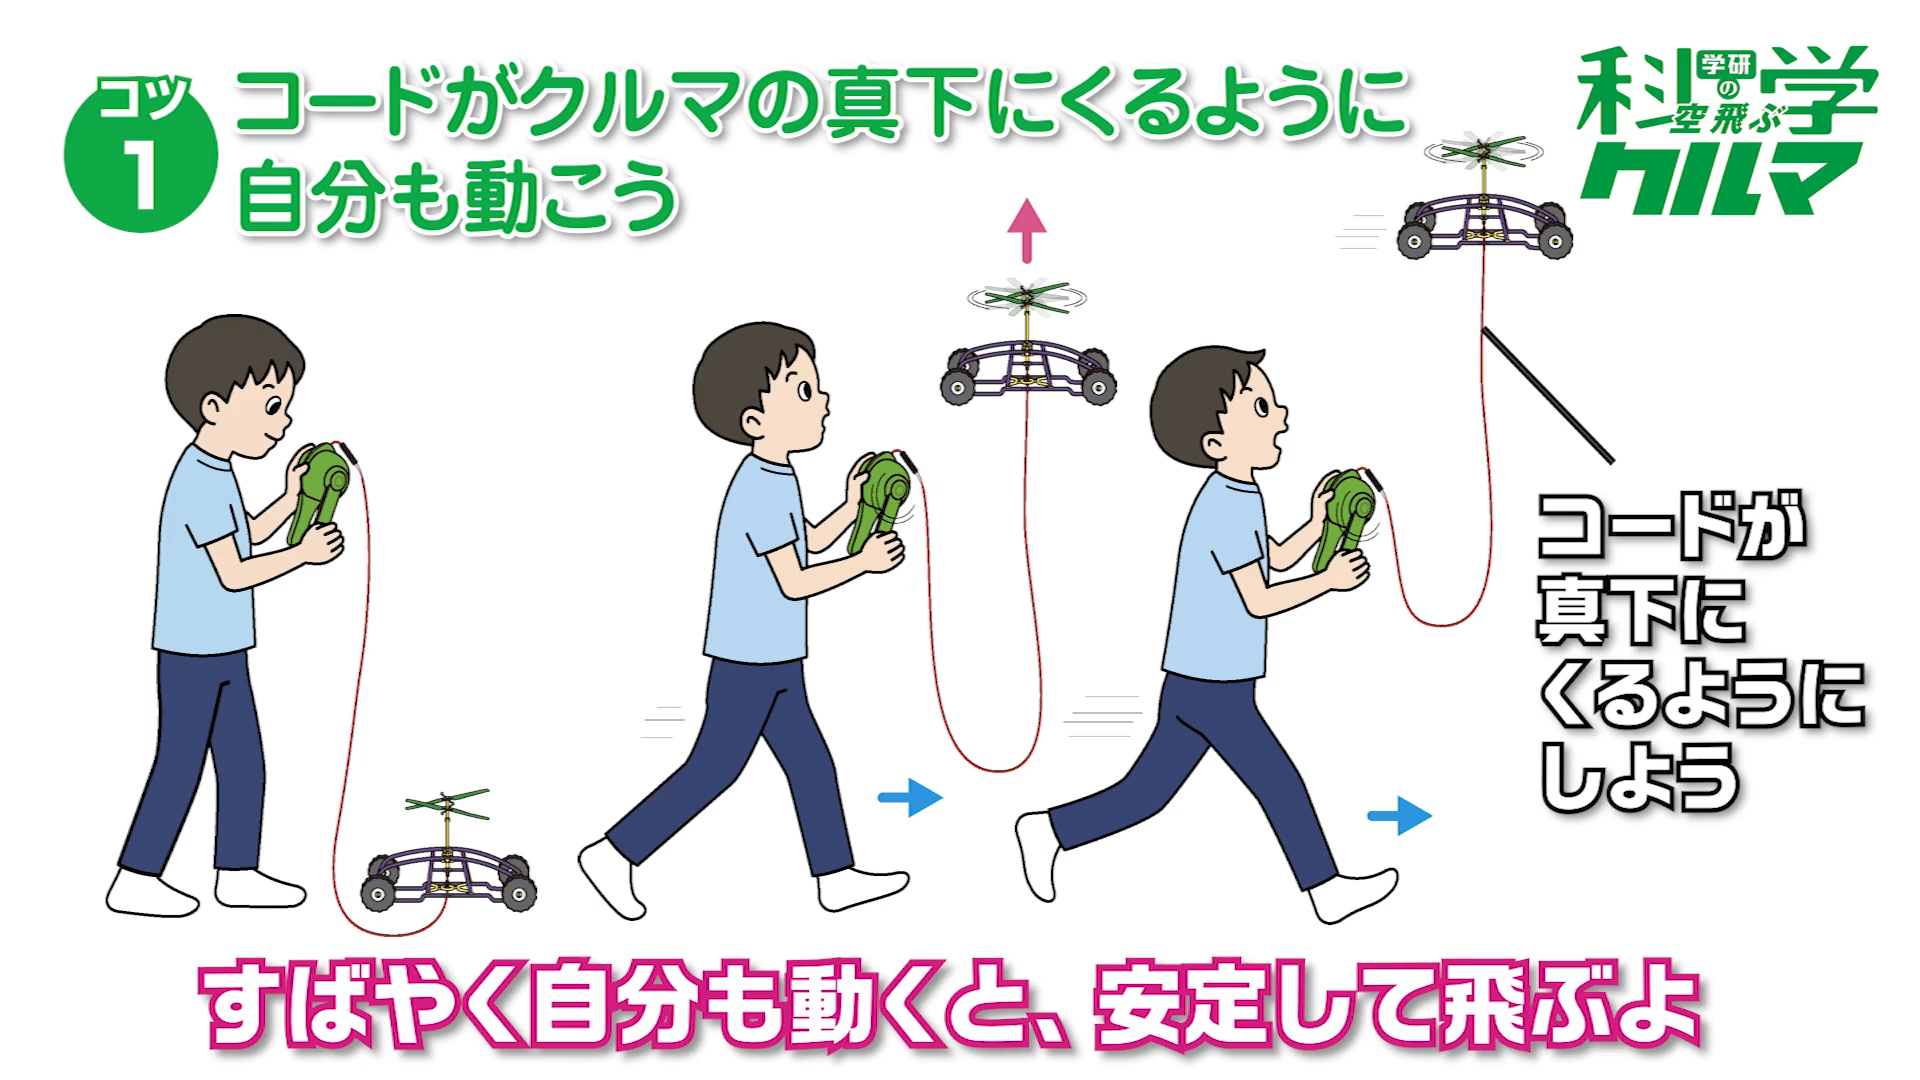 コツ
1
コードがクルマの真下にくるように
自分も動こう
学研の
科学
空飛ぶ
クルマ
コードが
真下に
くるように
しよう
すばやく自分も動くと、安定して飛ぶよ